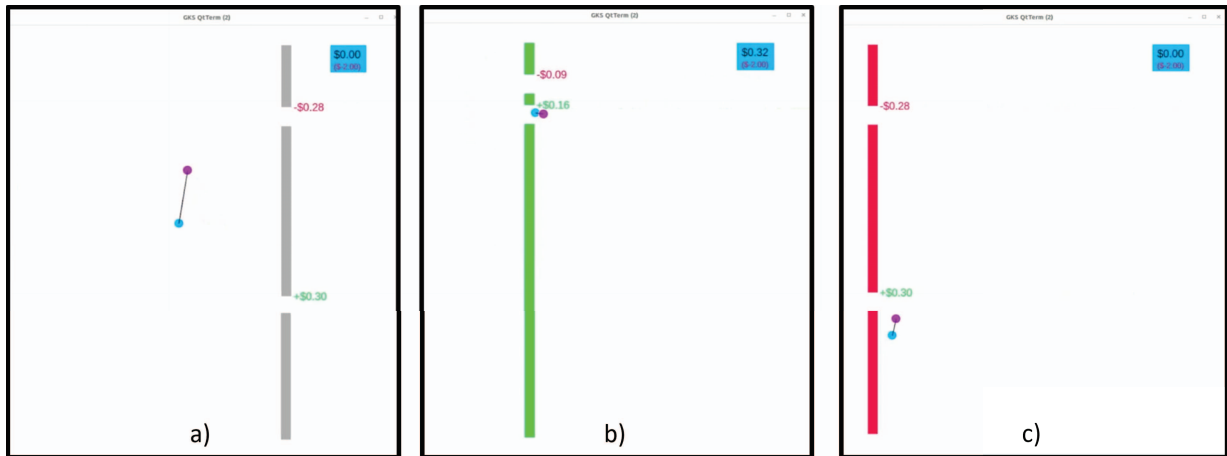 GKS QtTerm (2)
$0.00
($-2.00)
-$0.28
+$0.30
a)
GKS QtTerm (2)
$0.32
($-2.00)
-$0.09
+$0.16
b)
GKS QtTerm (2)
$0.00
($-2.00)
-$0.28
+$0.30
c)